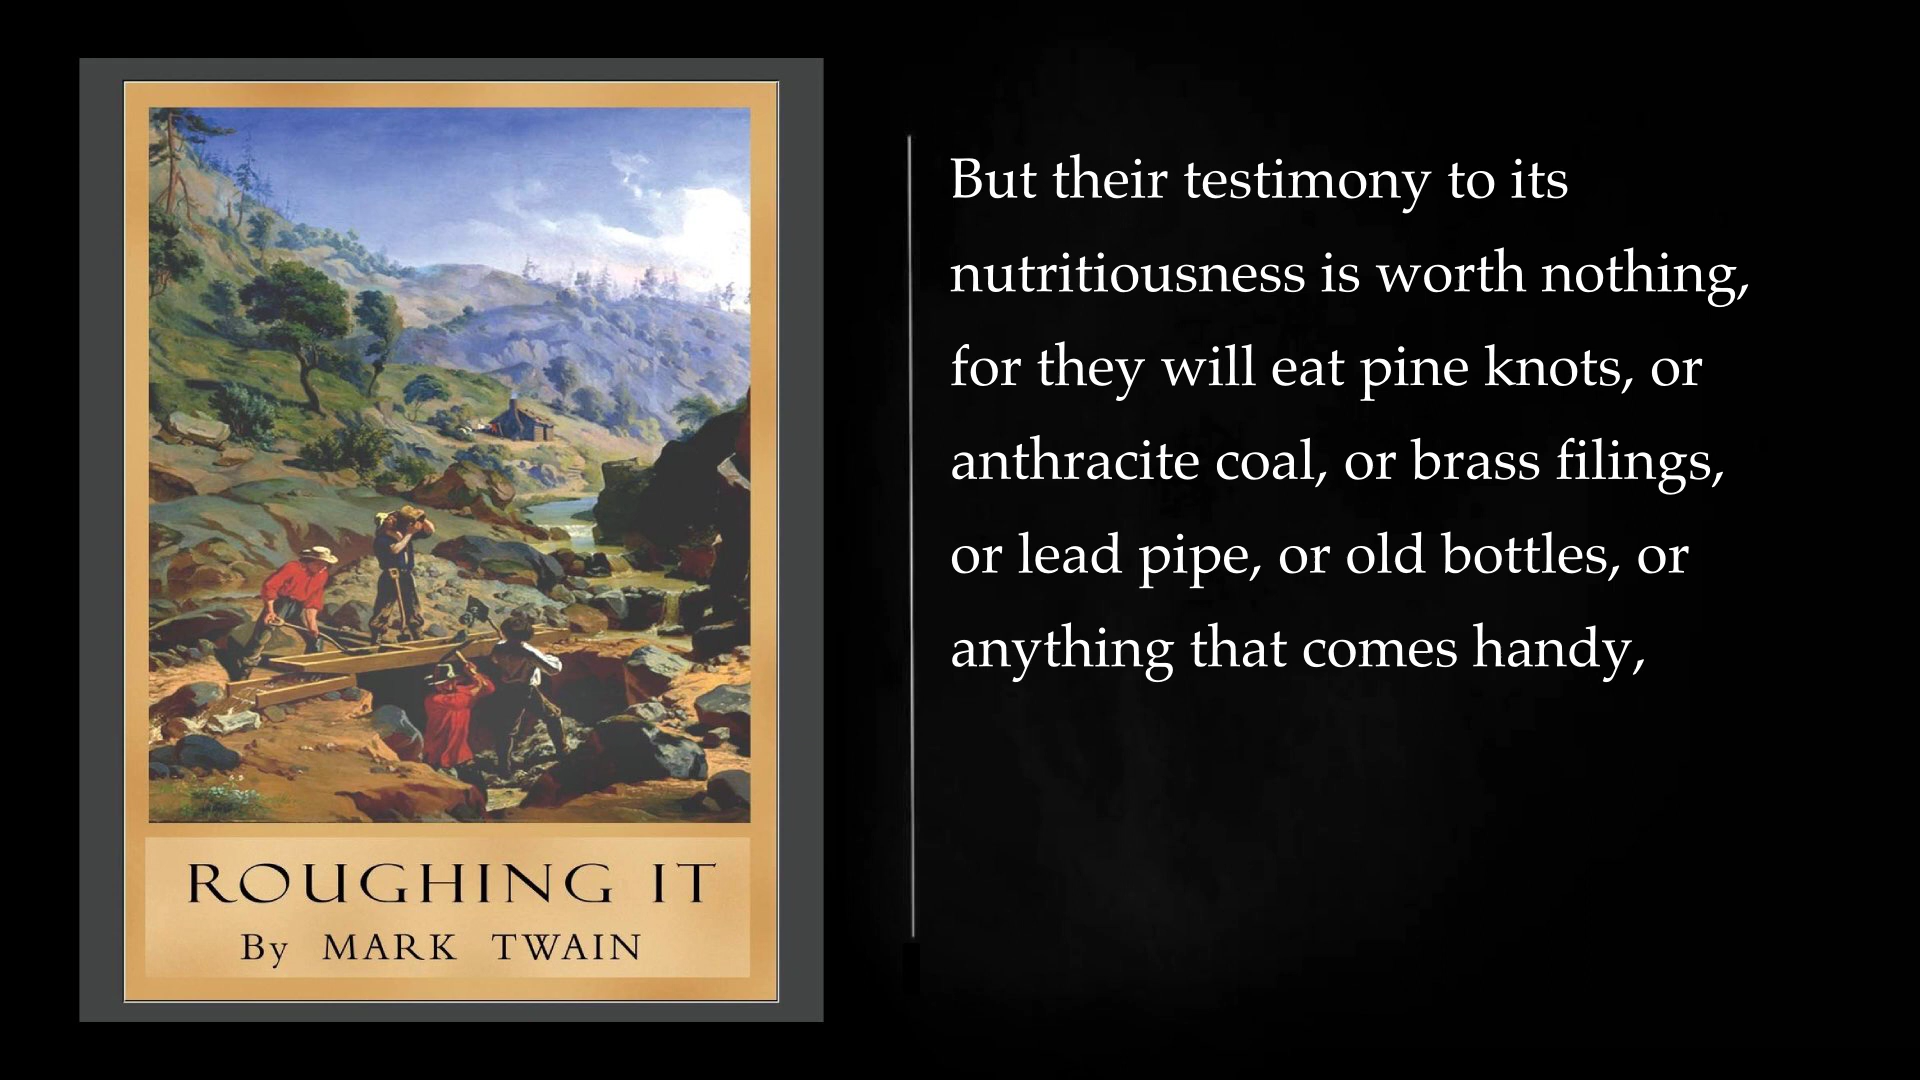 ROUGHING IT
By MARK TWAIN
But their testimony to its
nutritiousness is worth nothing,
for they will eat pine knots, or
anthracite coal, or brass filings,
or lead pipe, or old bottles, or
anything that comes handy,